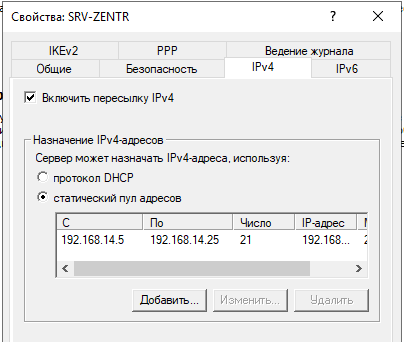 Свойства: SRV-ZENTR
IKEv2 PPP Ведение журнала
Общие Безопасность IPv4 IPv6
Включить пересылку IPv4
Назначение IPv4-адресов
Сервер может назначать IPv4-адреса, используя:
протокол DHCP
статический пул адресов
С По Число IP-адрес
192.168.14.5 192.168.14.25 21 192.168...
Добавить... Изменить... Удалить